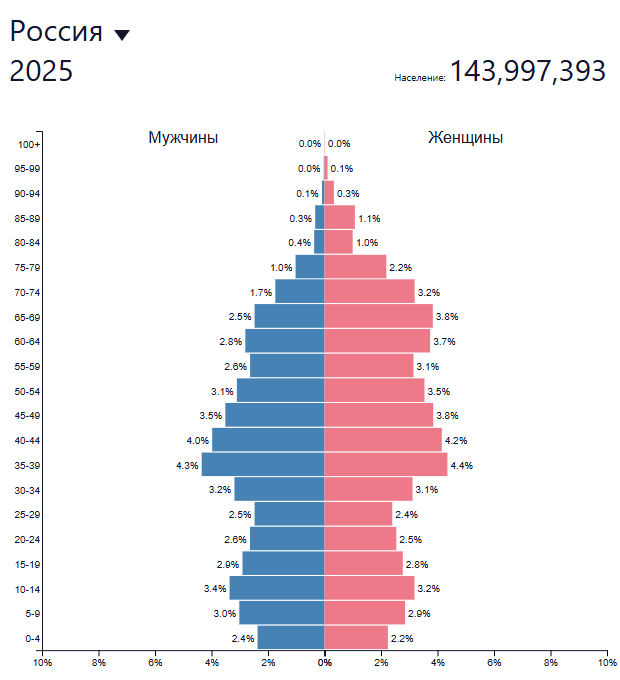 Россия
2025
Население: 143,997,393
Мужчины Женщины
100+ 0.0% 0.0%
95-99 0.0% 0.1%
90-94 0.1% 0.3%
85-89 0.3% 1.1%
80-84 0.4% 1.0%
75-79 1.0% 2.2%
70-74 1.7% 3.2%
65-69 2.5% 3.8%
60-64 2.8% 3.7%
55-59 2.6% 3.1%
50-54 3.1% 3.5%
45-49 3.5% 3.8%
40-44 4.0% 4.2%
35-39 4.3% 4.4%
30-34 3.2% 3.1%
25-29 2.5% 2.4%
20-24 2.6% 2.5%
15-19 2.9% 2.8%
10-14 3.4% 3.2%
5-9 3.0% 2.9%
0-4 2.4% 2.2%
10% 8% 6% 4% 2% 0% 2% 4% 6% 8% 10%